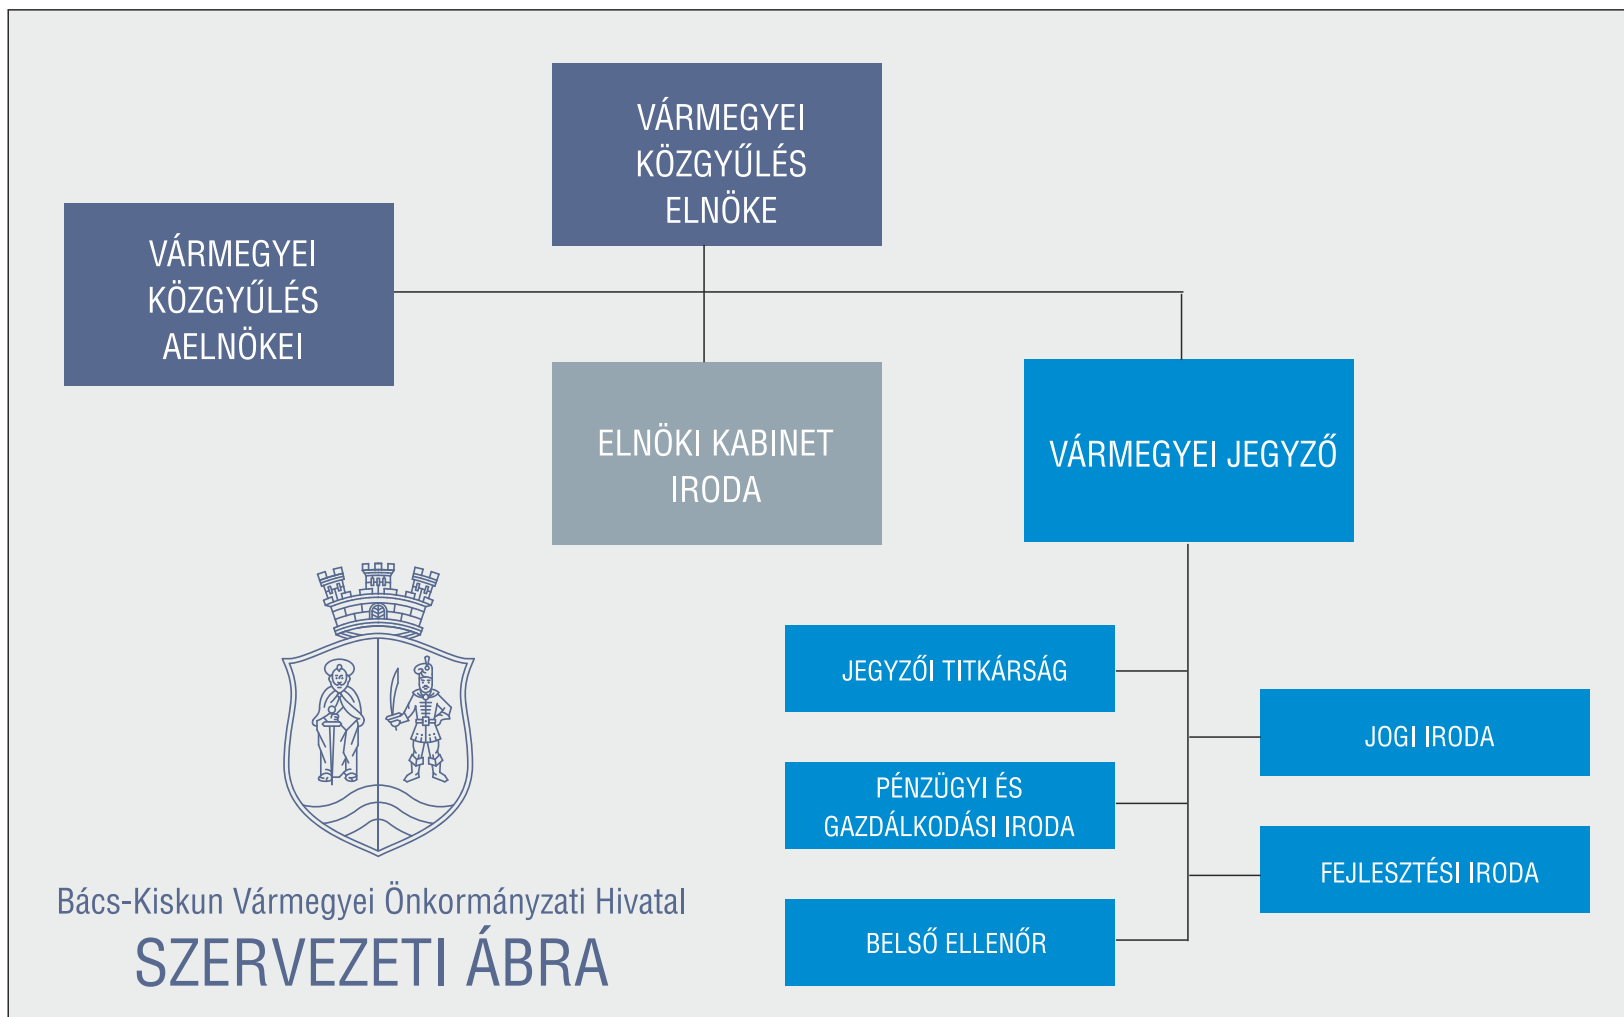 VÁRMEGYEI
KÖZGYŰLÉS
ELNÖKE
VÁRMEGYEI
KÖZGYŰLÉS
AELNÖKEI
ELNÖKI KABINET
IRODA
VÁRMEGYEI JEGYZŐ
JEGYZŐI TITKÁRSÁG
JOGI IRODA
PÉNZÜGYI ÉS
GAZDÁLKODÁSI IRODA
FEJLESZTÉSI IRODA
BELSŐ ELLENŐR
Bács-Kiskun Vármegyei Önkormányzati Hivatal
SZERVEZETI ÁBRA